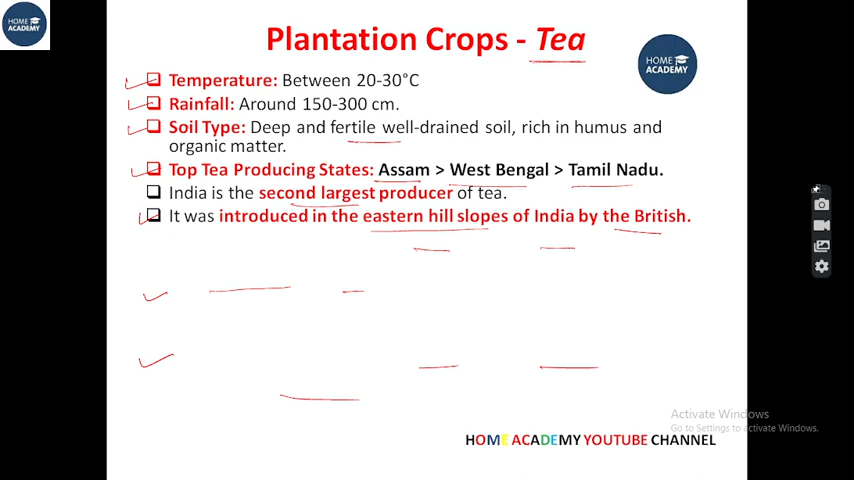 HOME
ACADEMY
Plantation Crops - Tea
HOME
ACADEMY
Temperature: Between 20-30°C
Rainfall: Around 150-300 cm.
Soil Type: Deep and fertile well-drained soil, rich in humus and
organic matter.
Top Tea Producing States: Assam > West Bengal > Tamil Nadu.
India is the second largest producer of tea.
It was introduced in the eastern hill slopes of India by the British.
Activate Windows
Go to Settings to activate Windows.
HOME ACADEMY YOUTUBE CHANNEL